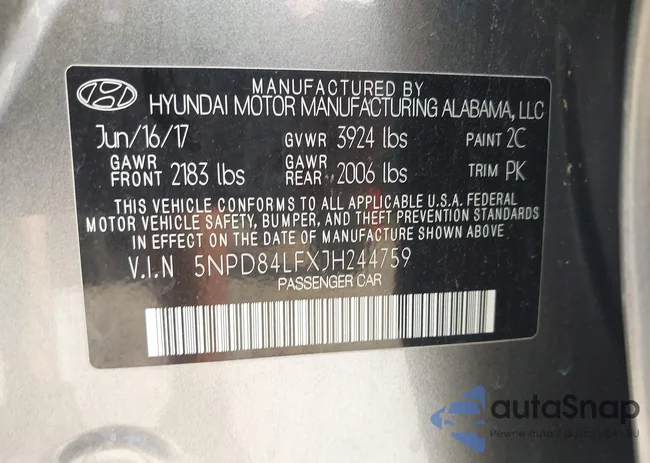 MANUFACTURED BY
HYUNDAI MOTOR MANUFACTURING ALABAMA, LLC
Jun/16/17 GVWR 3924 lbs PAINT 2C
GAWR FRONT 2183 lbs GAWR REAR 2006 lbs TRIM PK
THIS VEHICLE CONFORMS TO ALL APPLICABLE U.S.A. FEDERAL
MOTOR VEHICLE SAFETY, BUMPER, AND THEFT PREVENTION STANDARDS
IN EFFECT ON THE DATE OF MANUFACTURE SHOWN ABOVE.
V.I.N 5NPD84LFXJH244759
PASSENGER CAR
autoSnap